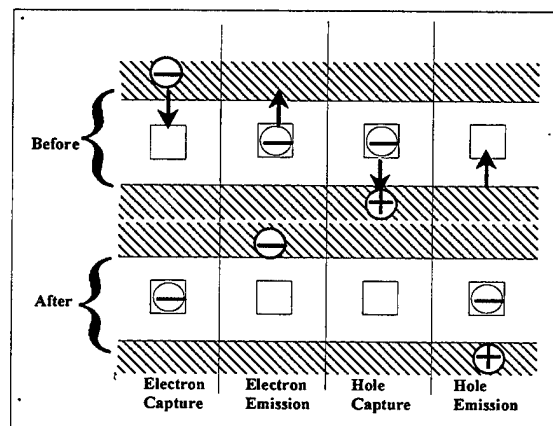 Before
After
Electron Capture
Electron Emission
Hole Capture
Hole Emission